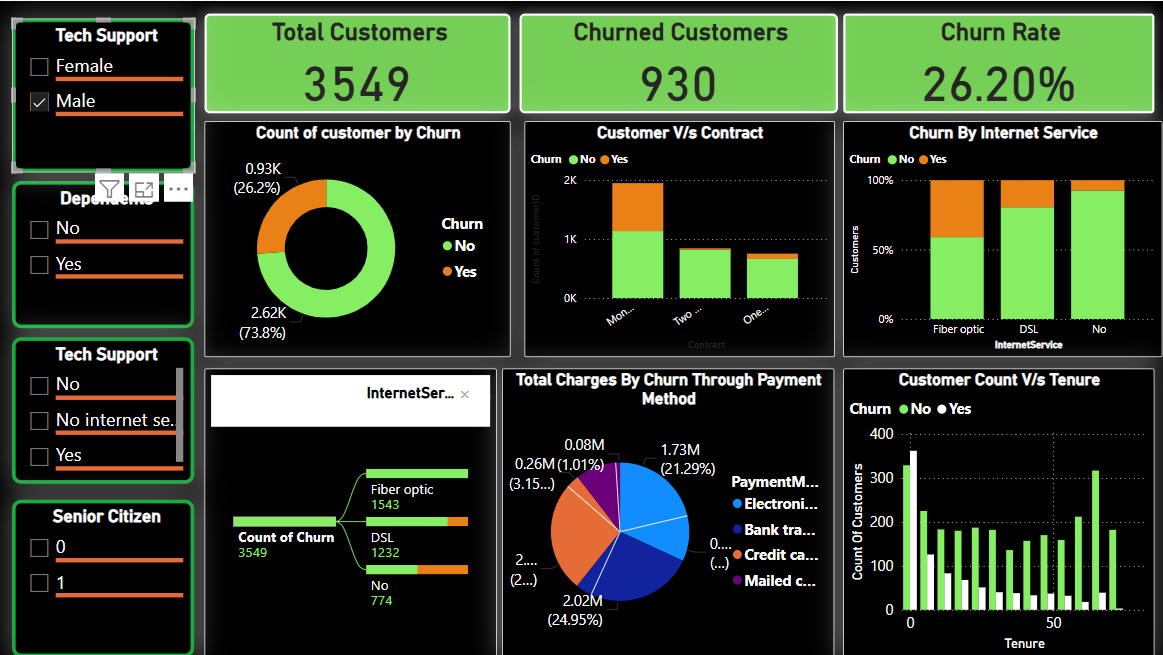 Tech Support
Female
Male
Dependents
No
Yes
Tech Support
No
No internet se...
Yes
Senior Citizen
0
1
Total Customers
3549
Churned Customers
930
Churn Rate
26.20%
Count of customer by Churn
0.93K
(26.2%)
2.62K
(73.8%)
Churn
No
Yes
Customer V/s Contract
Churn No Yes
Count of customerID
2K
1K
0K
Mon...
Two ...
One...
Contract
Churn By Internet Service
Churn No Yes
Customers
100%
50%
0%
Fiber optic
DSL
No
InternetService
InternetSer...
Count of Churn
3549
Fiber optic
1543
DSL
1232
No
774
Total Charges By Churn Through Payment
Method
0.08M
(1.01%)
0.26M
(3.15...)
1.73M
(21.29%)
0....
(...)
2....
(2...)
2.02M
(24.95%)
PaymentM...
Electroni...
Bank tra...
Credit ca...
Mailed c...
Customer Count V/s Tenure
Churn No Yes
Count Of Customers
400
300
200
100
0
0
50
Tenure